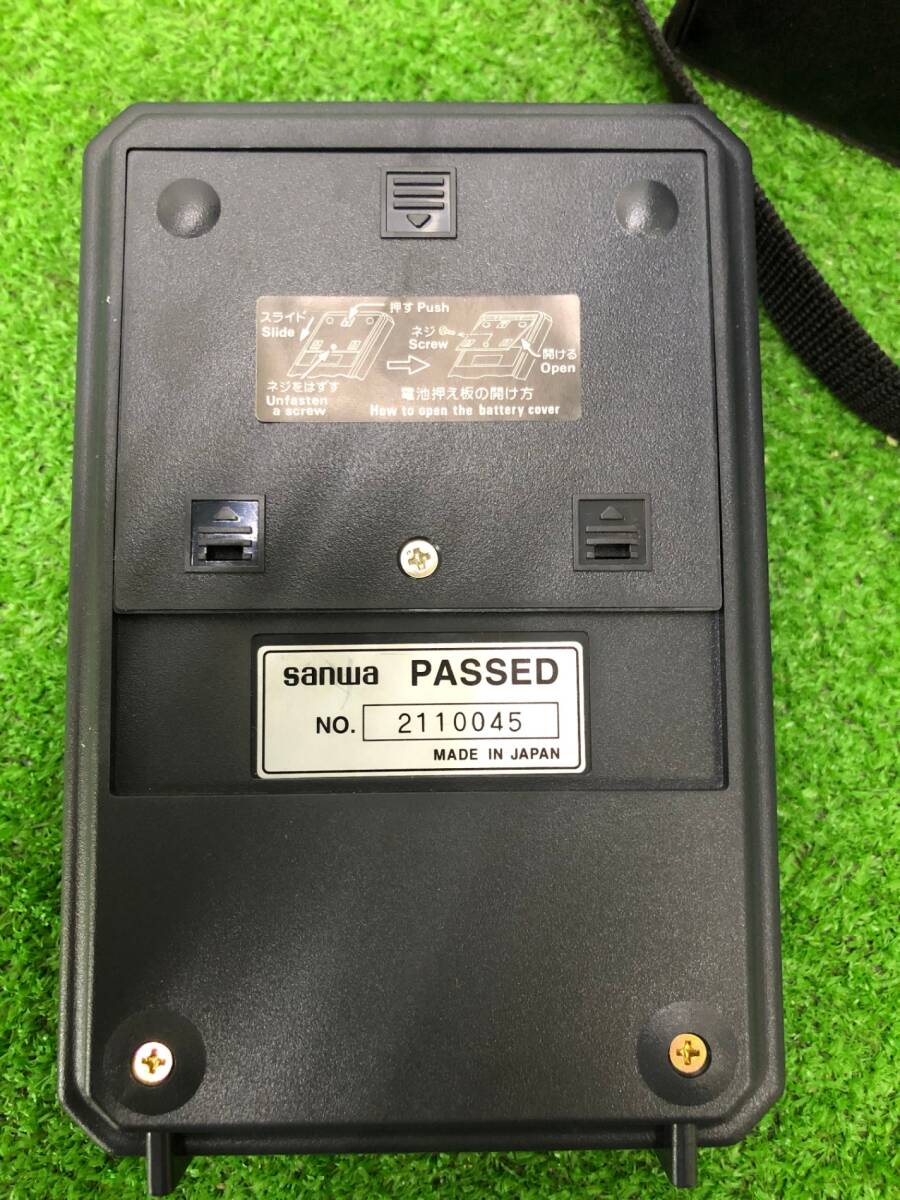 押す Push
スライド
Slide
ネジ
Screw
開ける
Open
ネジをはずす
Unfasten
a screw
電池押え板の開け方
How to open the battery cover
sanwa PASSED
NO. 2110045
MADE IN JAPAN